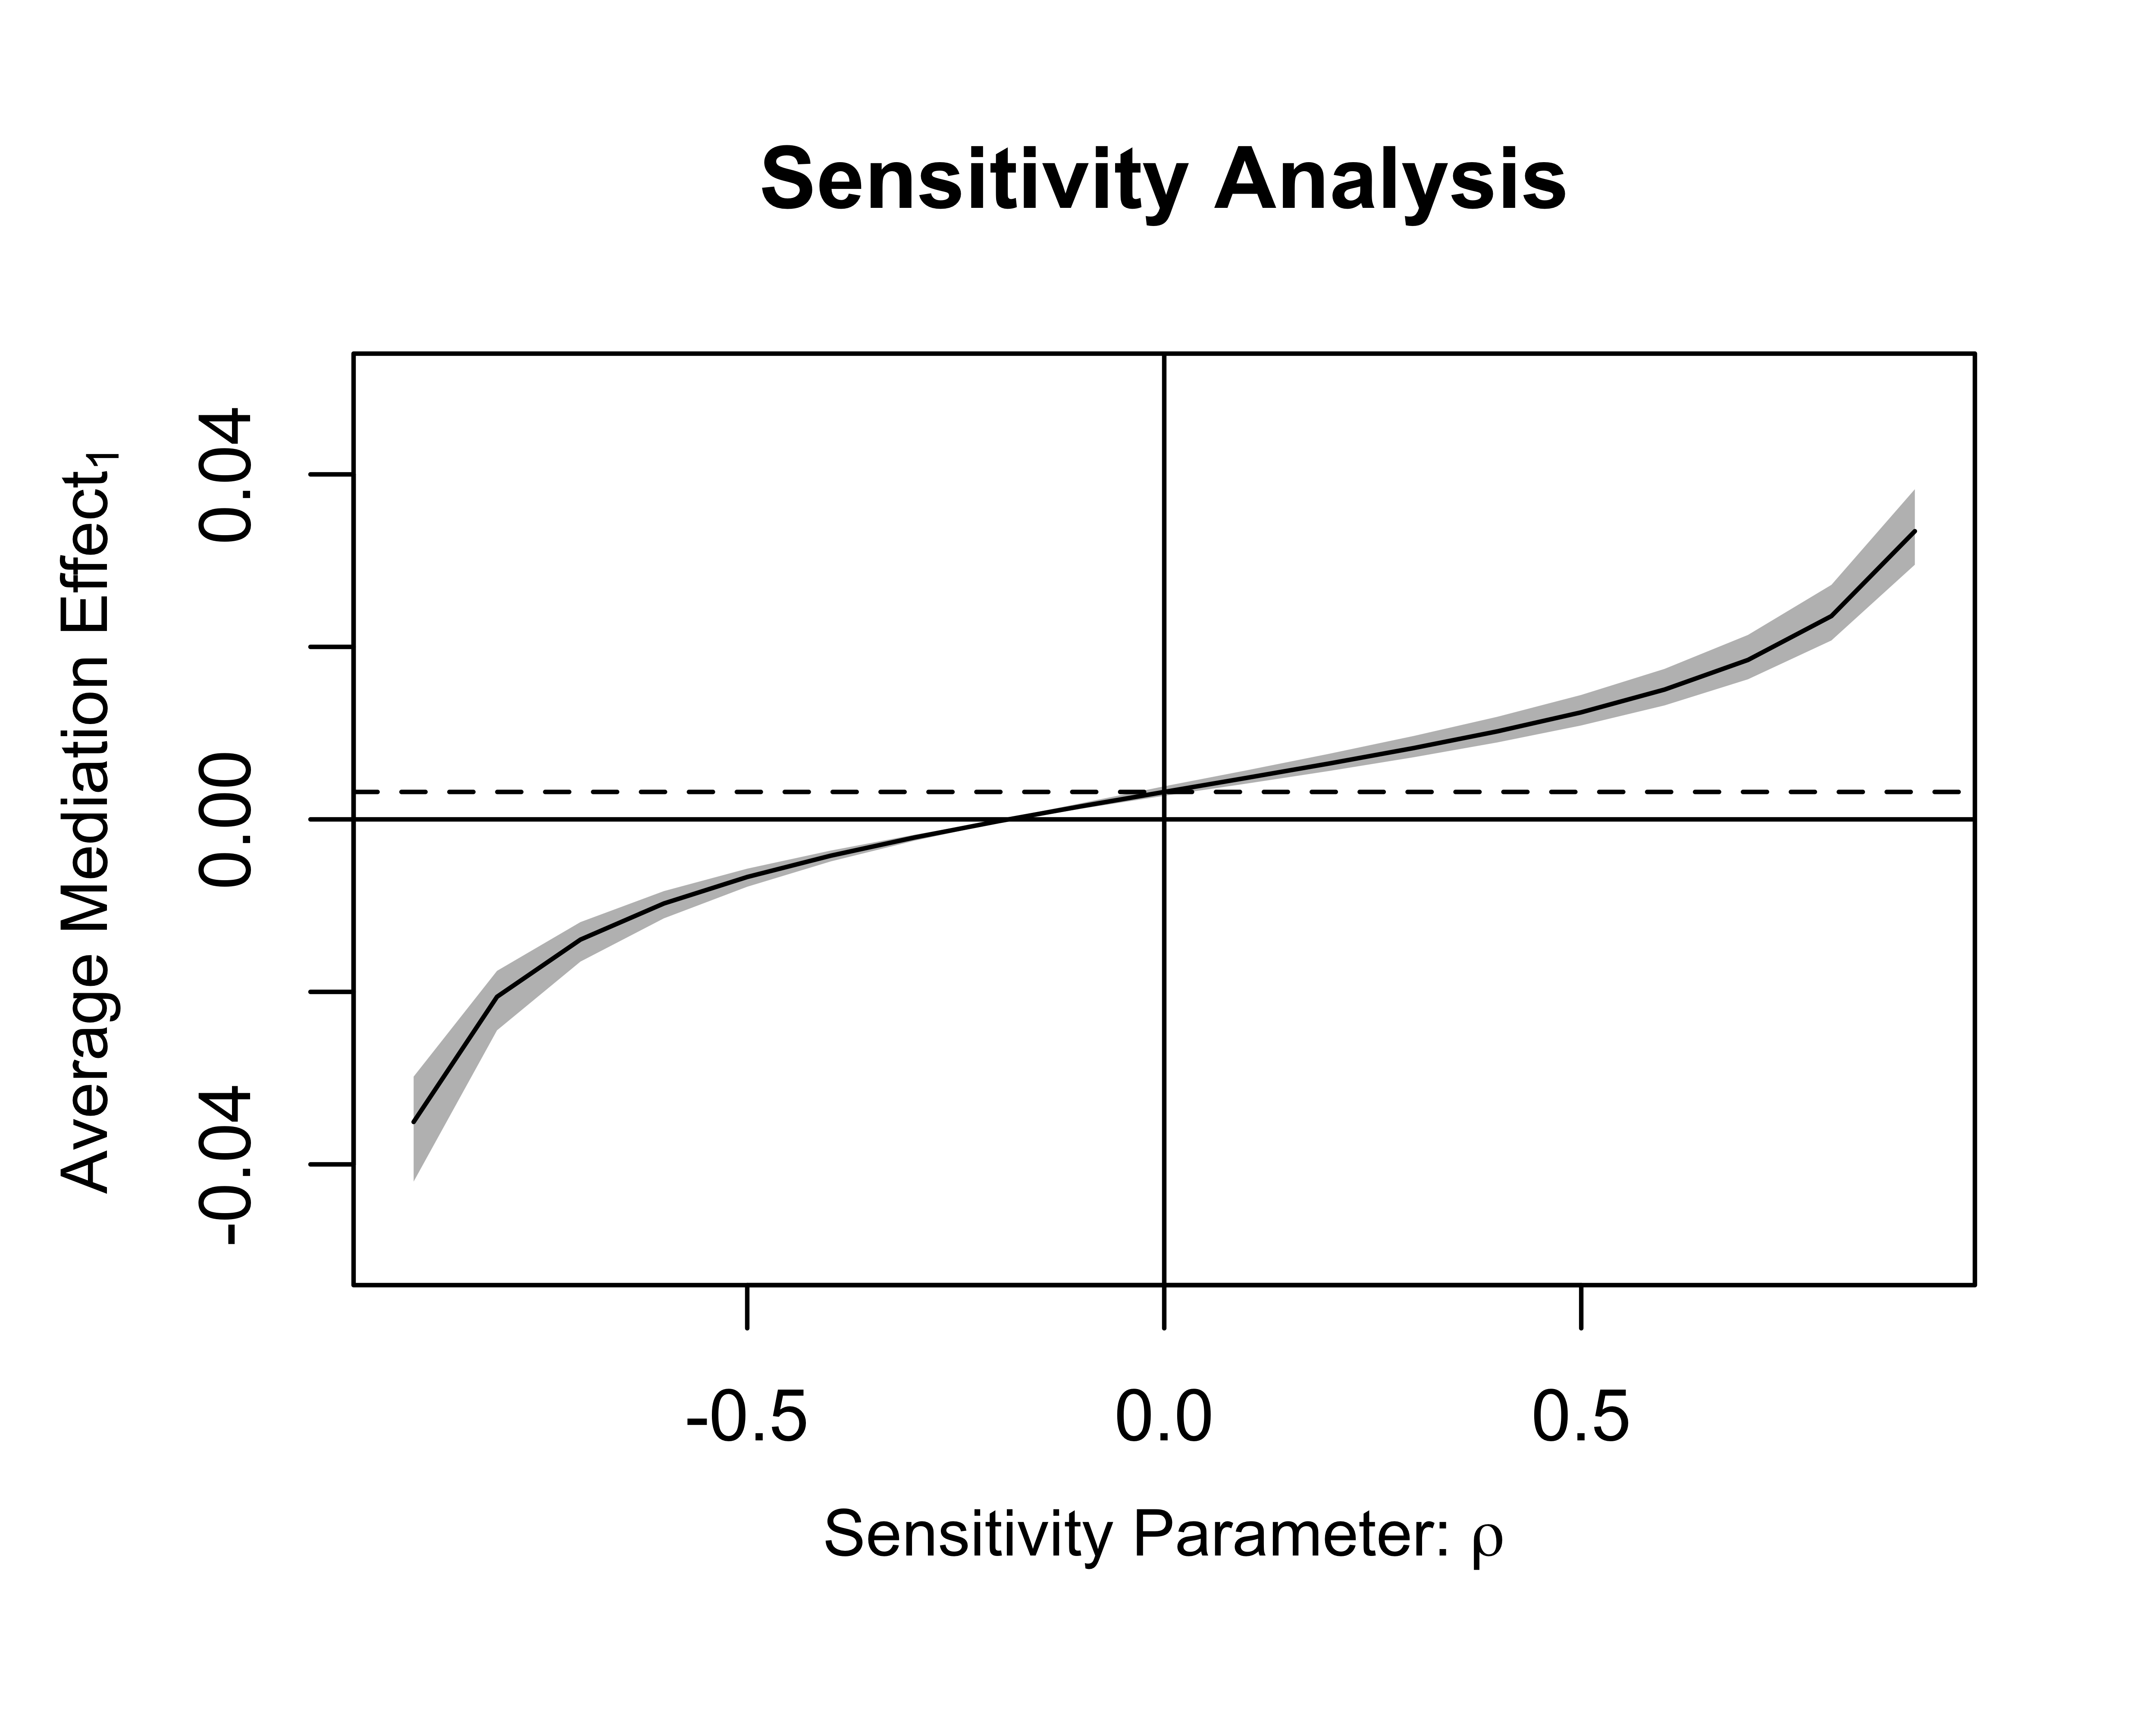 Sensitivity Analysis
Average Mediation Effect₁
0.04
0.00
-0.04
-0.5 0.0 0.5
Sensitivity Parameter: ρ